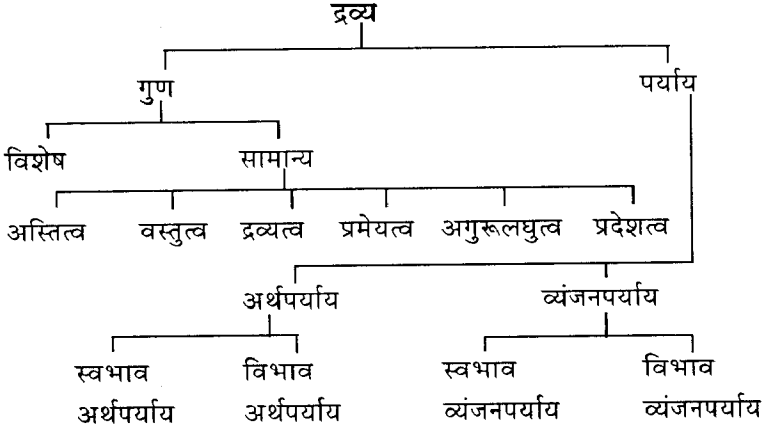 द्रव्य
गुण पर्याय
विशेष सामान्य
अस्तित्व वस्तुत्व द्रव्यत्व प्रमेयत्व अगुरूलघुत्व प्रदेशत्व
अर्थपर्याय व्यंजनपर्याय
स्वभाव विभाव स्वभाव विभाव
अर्थपर्याय अर्थपर्याय व्यंजनपर्याय व्यंजनपर्याय